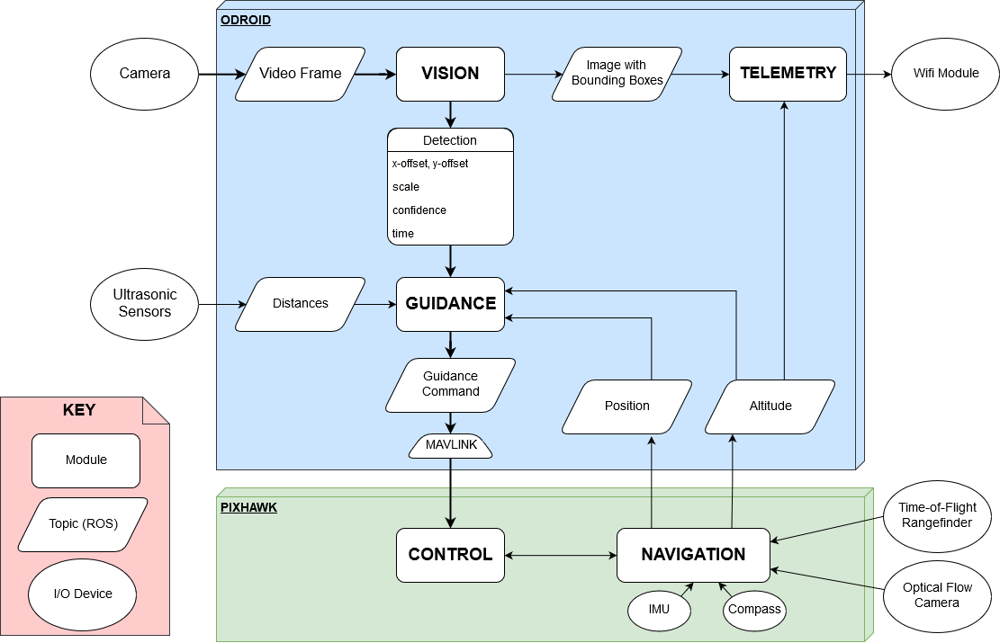 ODROID
Camera
Video Frame
VISION
Image with
Bounding Boxes
TELEMETRY
Wifi Module
Detection
x-offset, y-offset
scale
confidence
time
Ultrasonic
Sensors
Distances
GUIDANCE
Guidance
Command
Position
Altitude
MAVLINK
KEY
Module
Topic (ROS)
I/O Device
PIXHAWK
CONTROL
NAVIGATION
IMU
Compass
Time-of-Flight
Rangefinder
Optical Flow
Camera